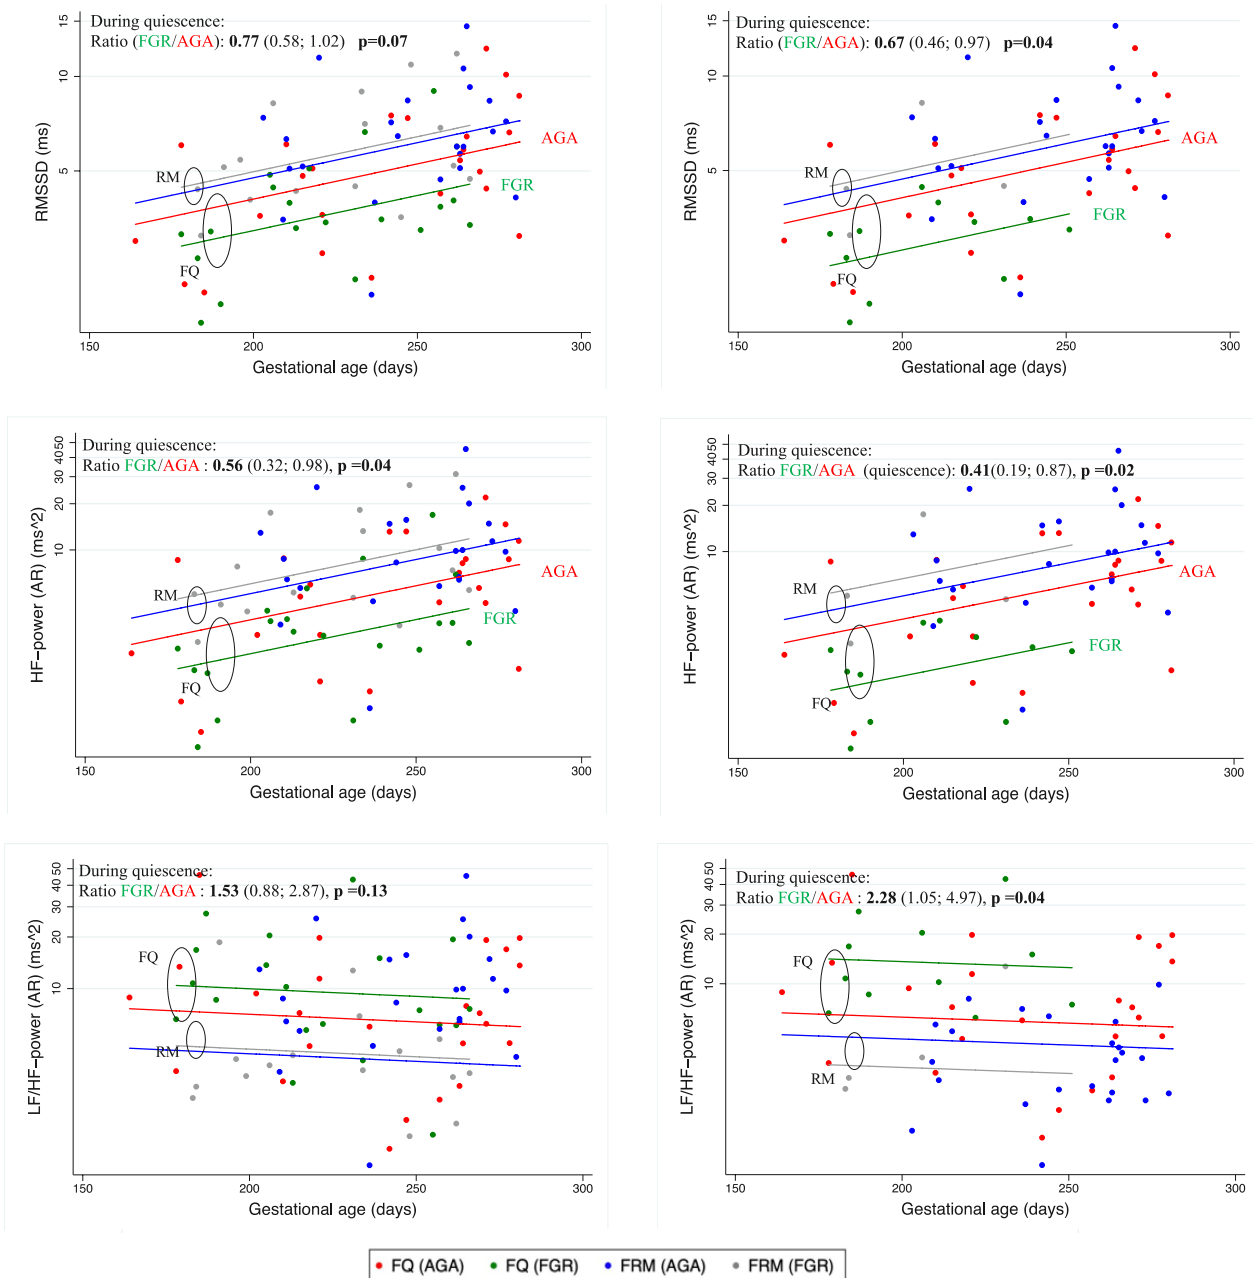 During quiescence:
Ratio (FGR/AGA): 0.77 (0.58; 1.02) p=0.07
15
10
5
RMSSD (ms)
RM
FQ
AGA
FGR
150
200
250
300
Gestational age (days)
During quiescence:
Ratio (FGR/AGA): 0.67 (0.46; 0.97) p=0.04
15
10
5
RMSSD (ms)
RM
FQ
AGA
FGR
150
200
250
300
Gestational age (days)
During quiescence:
Ratio FGR/AGA : 0.56 (0.32; 0.98), p =0.04
50
40
30
20
10
HF-power (AR) (ms^2)
RM
FQ
AGA
FGR
150
200
250
300
Gestational age (days)
During quiescence:
Ratio FGR/AGA (quiescence): 0.41(0.19; 0.87), p =0.02
50
40
30
20
10
HF-power (AR) (ms^2)
RM
FQ
AGA
FGR
150
200
250
300
Gestational age (days)
During quiescence:
Ratio FGR/AGA : 1.53 (0.88; 2.87), p =0.13
50
40
30
20
10
LF/HF-power (AR) (ms^2)
FQ
RM
150
200
250
300
Gestational age (days)
During quiescence:
Ratio FGR/AGA : 2.28 (1.05; 4.97), p =0.04
50
40
30
20
10
LF/HF-power (AR) (ms^2)
FQ
RM
150
200
250
300
Gestational age (days)
FQ (AGA) FQ (FGR) FRM (AGA) FRM (FGR)